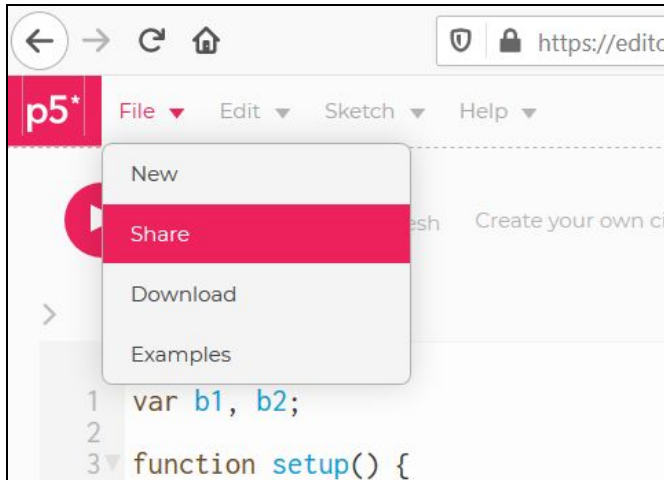 https://edito
p5* File Edit Sketch Help
New
Share
esh Create your own ci
Download
Examples
1 var b1, b2;
2
3 function setup() {